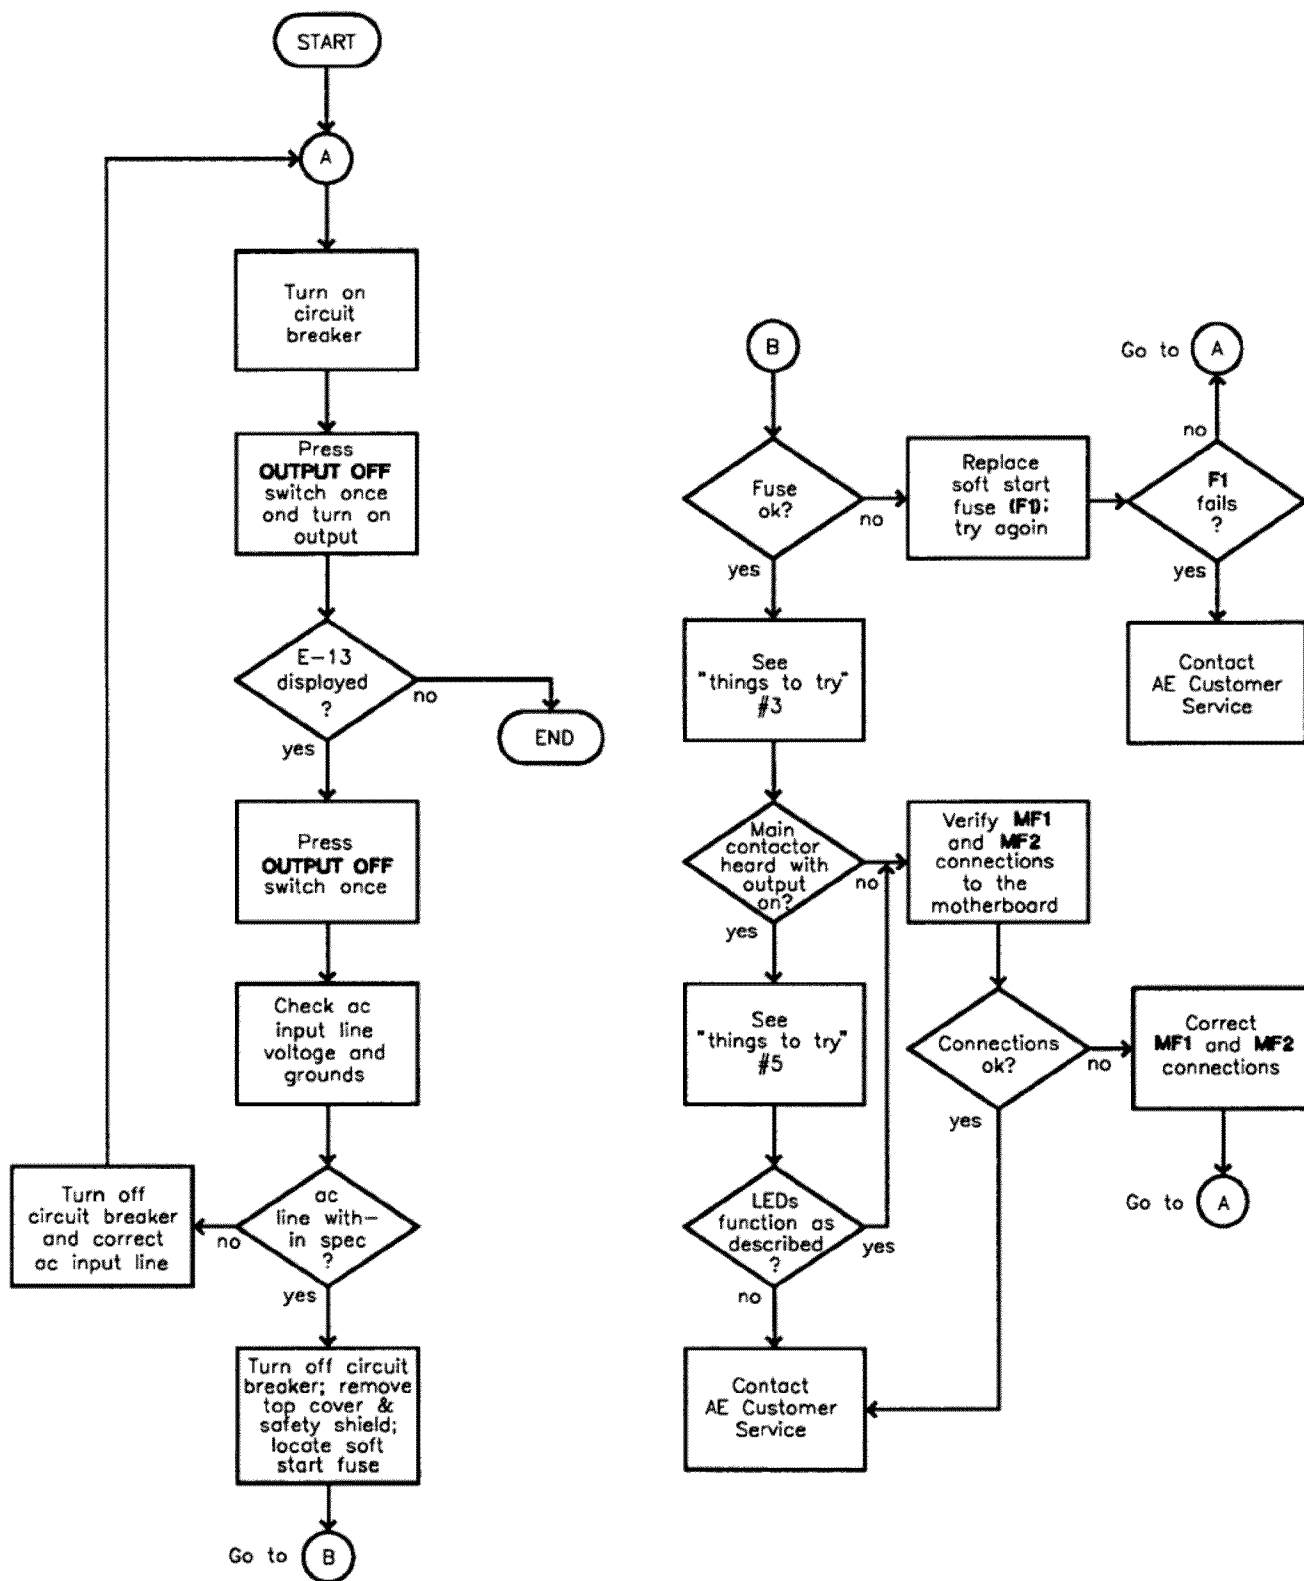 START
A
Turn on
circuit
breaker
Press
OUTPUT OFF
switch once
and turn on
output
E-13
displayed
?
no
END
yes
Press
OUTPUT OFF
switch once
Check ac
input line
voltage and
grounds
ac
line with-
in spec
?
no
Turn off
circuit breaker
and correct
ac input line
yes
Turn off circuit
breaker; remove
top cover &
safety shield;
locate soft
start fuse
Go to B
B
Fuse
ok?
no
Replace
soft start
fuse (F1);
try again
F1
fails
?
no
Go to A
yes
Contact
AE Customer
Service
yes
See
"things to try"
#3
Main
contactor
heard with
output
on?
no
Verify MF1
and MF2
connections
to the
motherboard
yes
See
"things to try"
#5
Connections
ok?
no
Correct
MF1 and MF2
connections
Go to A
yes
LEDs
function as
described
?
yes
no
Contact
AE Customer
Service